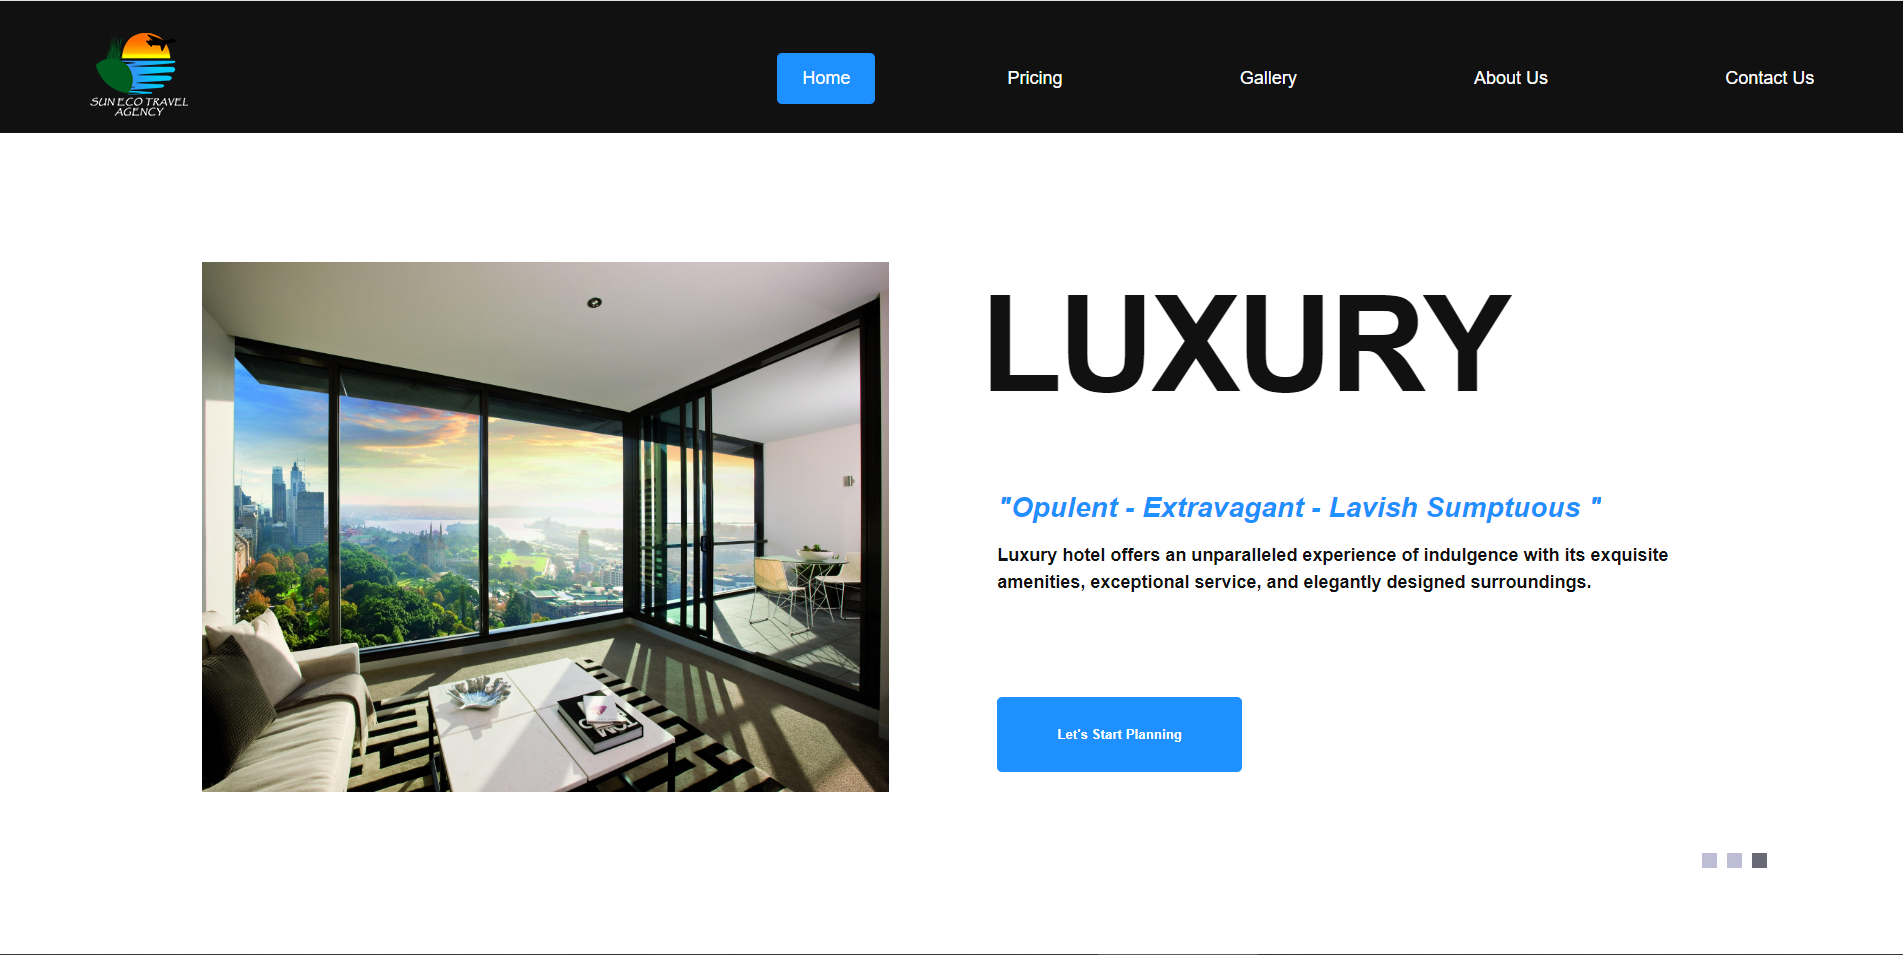 SUN ECO TRAVEL
AGENCY
Home
Pricing
Gallery
About Us
Contact Us
LUXURY
"Opulent - Extravagant - Lavish Sumptuous "
Luxury hotel offers an unparalleled experience of indulgence with its exquisite
amenities, exceptional service, and elegantly designed surroundings.
Let's Start Planning